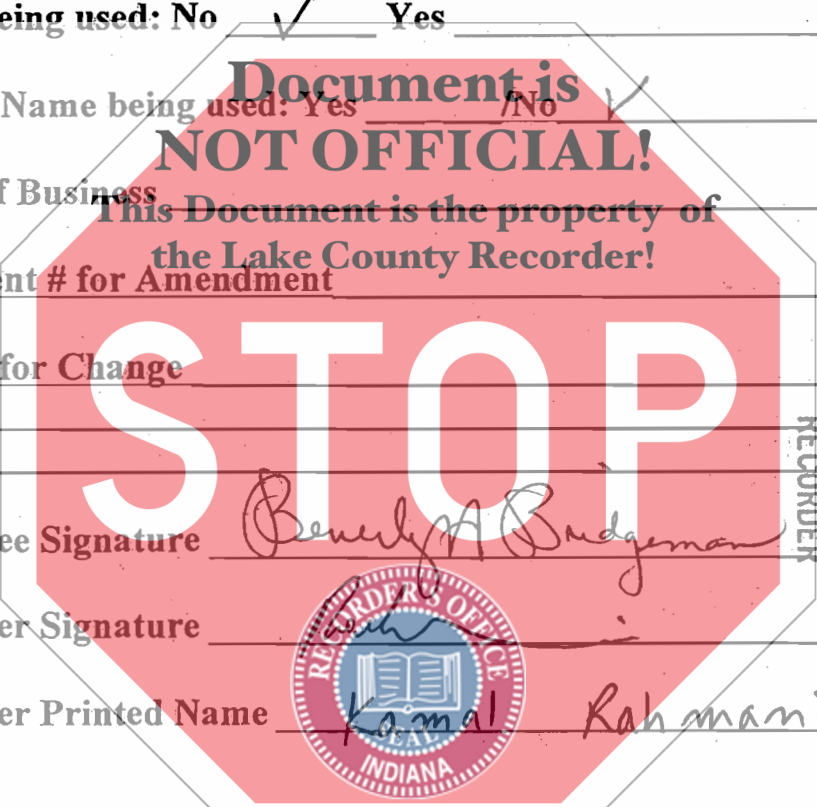 eing used: No ✓ Yes
Document is
Name being used: Yes /No ✓
NOT OFFICIAL!
f Business
This Document is the property of
the Lake County Recorder!
nt # for Amendment
STOP
for Change
RECORDER
ee Signature Beverly A Bridgeman
RECORDER'S OFFICE
er Signature
er Printed Name Kamal Rahman
SEAL
INDIANA